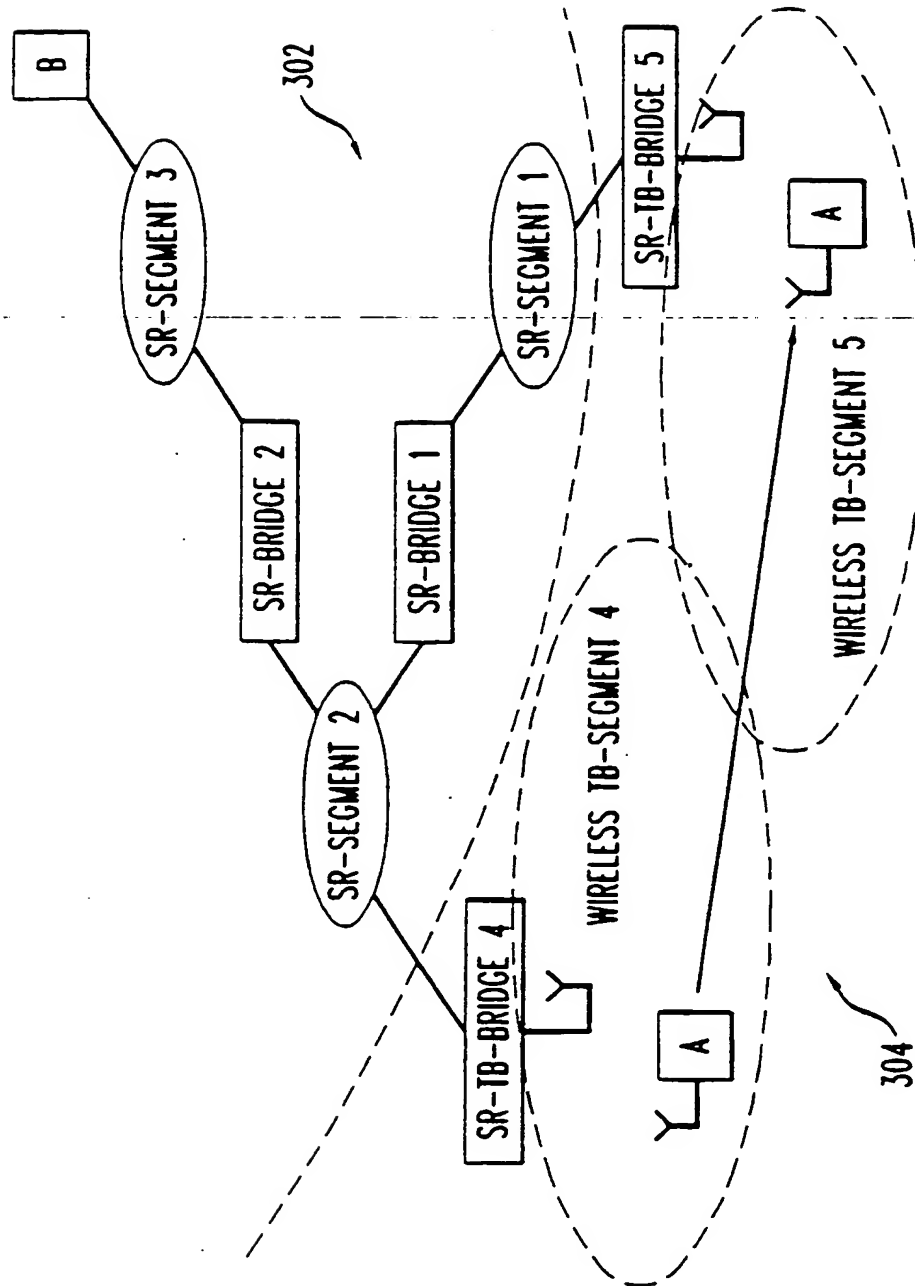 B
302
SR-SEGMENT 3
SR-BRIDGE 2
SR-SEGMENT 2
SR-BRIDGE 1
SR-SEGMENT 1
SR-TB-BRIDGE 4
SR-TB-BRIDGE 5
WIRELESS TB-SEGMENT 4
A
WIRELESS TB-SEGMENT 5
A
304